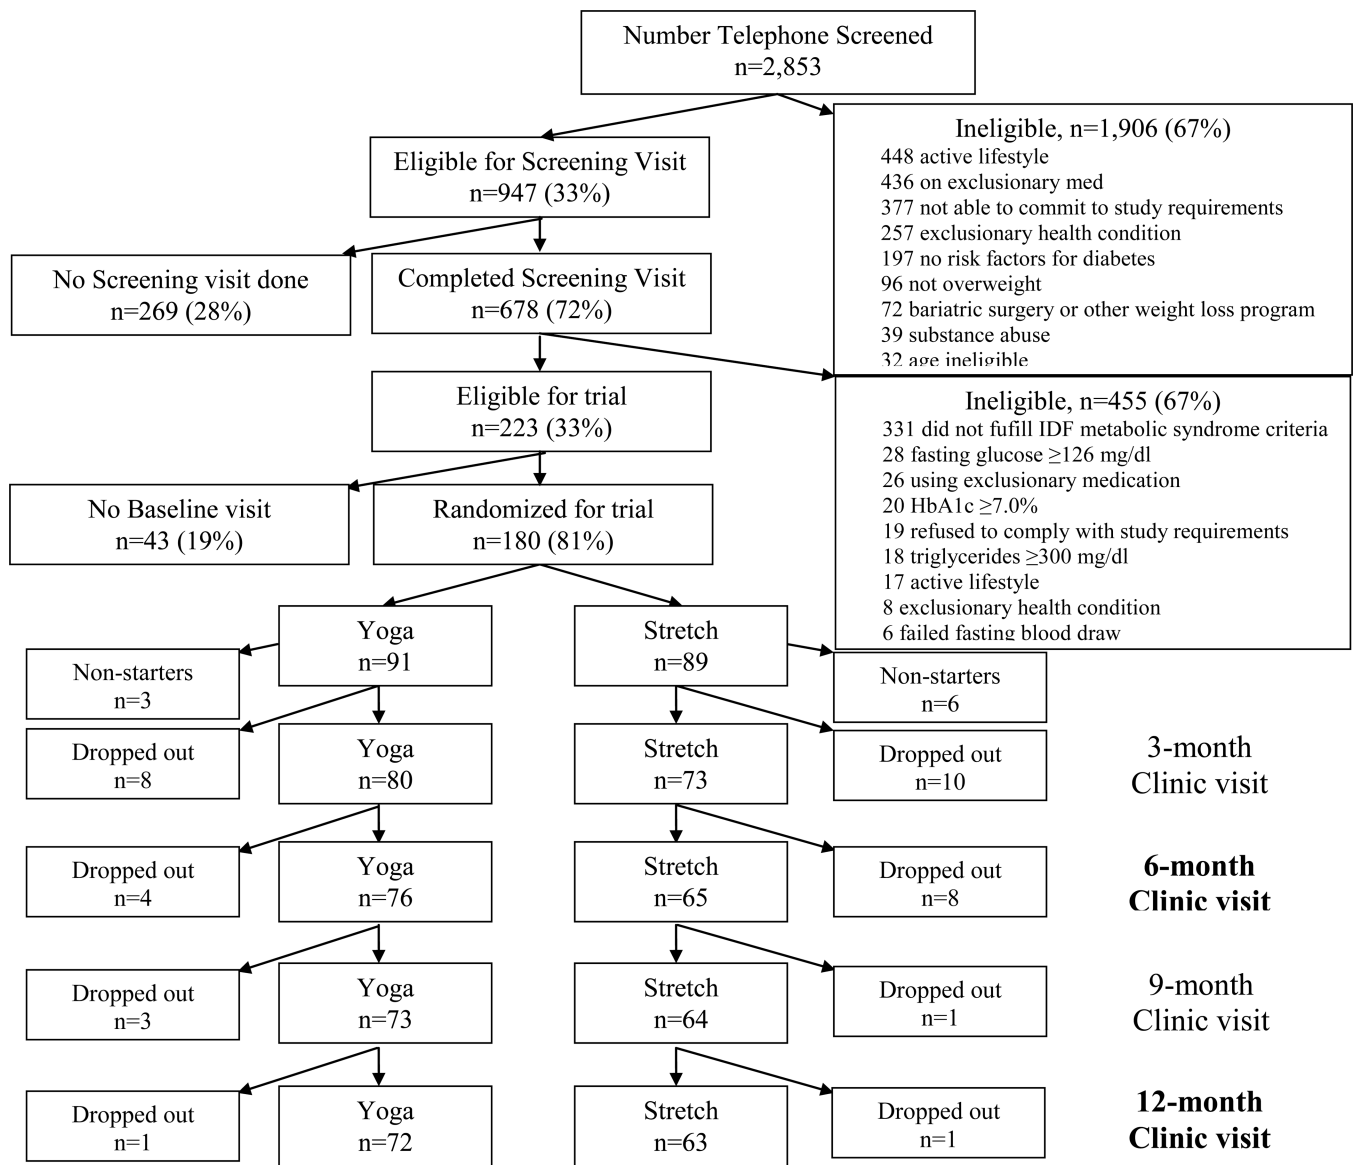 Number Telephone Screened
n=2,853
Ineligible, n=1,906 (67%)
448 active lifestyle
436 on exclusionary med
377 not able to commit to study requirements
257 exclusionary health condition
197 no risk factors for diabetes
96 not overweight
72 bariatric surgery or other weight loss program
39 substance abuse
32 age ineligible
Eligible for Screening Visit
n=947 (33%)
No Screening visit done
n=269 (28%)
Completed Screening Visit
n=678 (72%)
Ineligible, n=455 (67%)
331 did not fufill IDF metabolic syndrome criteria
28 fasting glucose ≥126 mg/dl
26 using exclusionary medication
20 HbA1c ≥7.0%
19 refused to comply with study requirements
18 triglycerides ≥300 mg/dl
17 active lifestyle
8 exclusionary health condition
6 failed fasting blood draw
Eligible for trial
n=223 (33%)
No Baseline visit
n=43 (19%)
Randomized for trial
n=180 (81%)
Yoga
n=91
Stretch
n=89
Non-starters
n=3
Non-starters
n=6
Dropped out
n=8
Yoga
n=80
Stretch
n=73
Dropped out
n=10
3-month
Clinic visit
Dropped out
n=4
Yoga
n=76
Stretch
n=65
Dropped out
n=8
6-month
Clinic visit
Dropped out
n=3
Yoga
n=73
Stretch
n=64
Dropped out
n=1
9-month
Clinic visit
Dropped out
n=1
Yoga
n=72
Stretch
n=63
Dropped out
n=1
12-month
Clinic visit